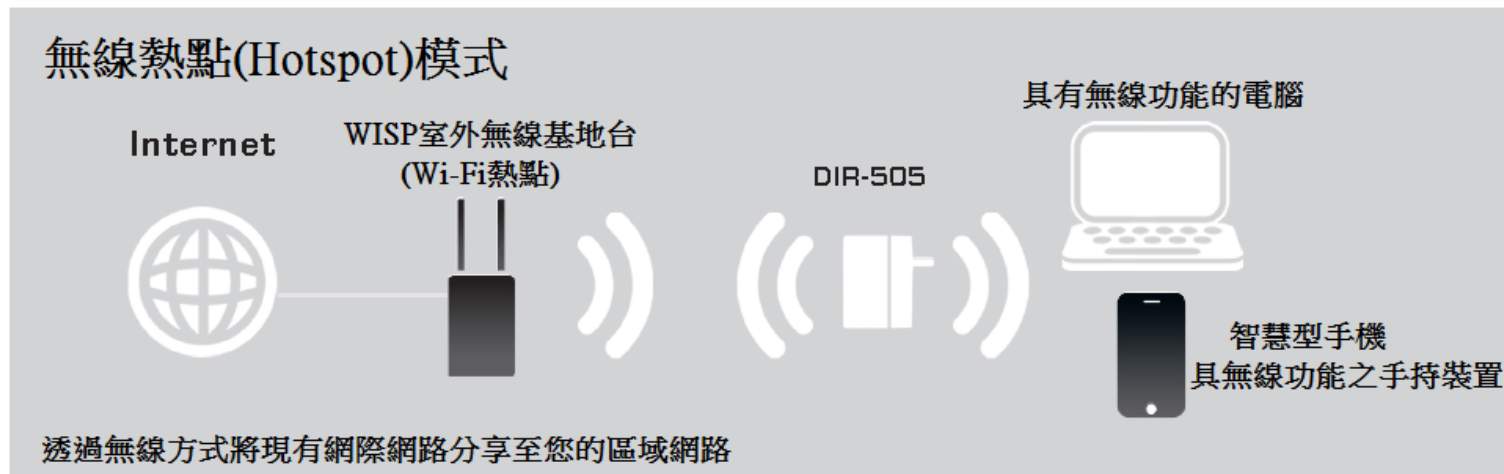 無線熱點(Hotspot)模式
具有無線功能的電腦
Internet
WISP室外無線基地台
(Wi-Fi熱點)
DIR-505
智慧型手機
具無線功能之手持裝置
透過無線方式將現有網際網路分享至您的區域網路